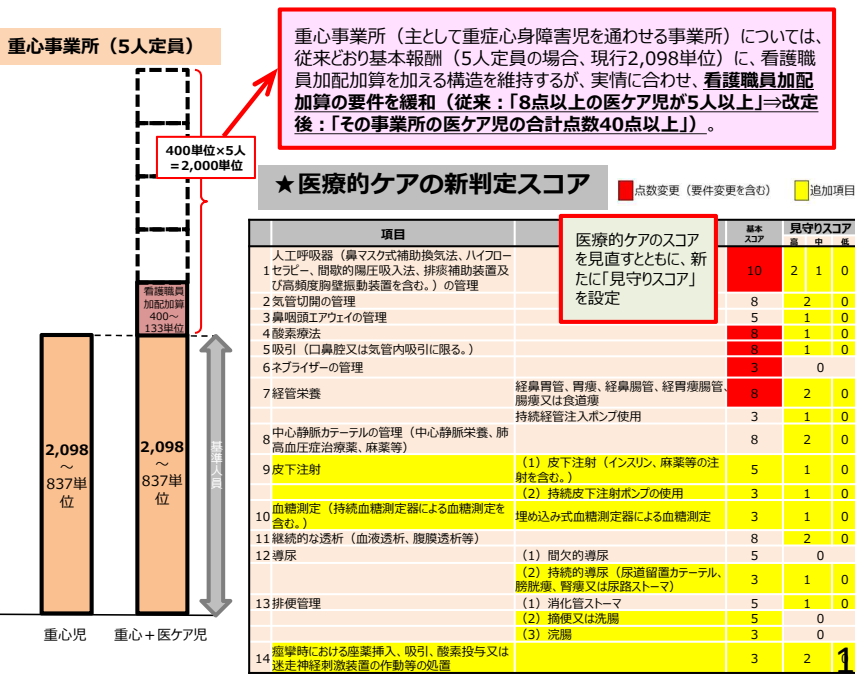 重心事業所（5人定員）
重心事業所（主として重症心身障害児を通わせる事業所）については、
従来どおり基本報酬（5人定員の場合、現行2,098単位）に、看護職
員加配加算を加える構造を維持するが、実情に合わせ、看護職員加配
加算の要件を緩和（従来：「8点以上の医ケア児が5人以上」⇒改定
後：「その事業所の医ケア児の合計点数40点以上」）。
400単位×5人
＝2,000単位
看護職員
加配加算
400～
133単位
2,098
～
837単
位
2,098
～
837単
位
基準人員
重心児
重心＋医ケア児
★医療的ケアの新判定スコア
点数変更（要件変更を含む）
追加項目
医療的ケアのスコア
を見直すとともに、新
たに「見守りスコア」
を設定
項目 基本 見守りスコア
スコア 高 中 低
人工呼吸器（鼻マスク式補助換気法、ハイフロー
1 セラピー、間歇的陽圧吸入法、排痰補助装置及 10 2 1 0
び高頻度胸壁振動装置を含む。）の管理
2 気管切開の管理 8 2 0
3 鼻咽頭エアウェイの管理 5 1 0
4 酸素療法 8 1 0
5 吸引（口鼻腔又は気管内吸引に限る。） 8 1 0
6 ネブライザーの管理 3 0
7 経管栄養 経鼻胃管、胃瘻、経鼻腸管、経胃瘻腸管、 8 2 0
腸瘻又は食道瘻
持続経管注入ポンプ使用 3 1 0
8 中心静脈カテーテルの管理（中心静脈栄養、肺 8 2 0
高血圧症治療薬、麻薬等）
9 皮下注射 （1）皮下注射（インスリン、麻薬等の注 5 1 0
射を含む。）
（2）持続皮下注射ポンプの使用 3 1 0
10 血糖測定（持続血糖測定器による血糖測定を 埋め込み式血糖測定器による血糖測定 3 1 0
含む。）
11 継続的な透析（血液透析、腹膜透析等） 8 2 0
12 導尿 （1）間欠的導尿 5 0
（2）持続的導尿（尿道留置カテーテル、 3 1 0
膀胱瘻、腎瘻又は尿路ストーマ）
13 排便管理 （1）消化管ストーマ 5 1 0
（2）摘便又は洗腸 5 0
（3）浣腸 3 0
14 痙攣時における座薬挿入、吸引、酸素投与又は 3 2 0
迷走神経刺激装置の作動等の処置
1